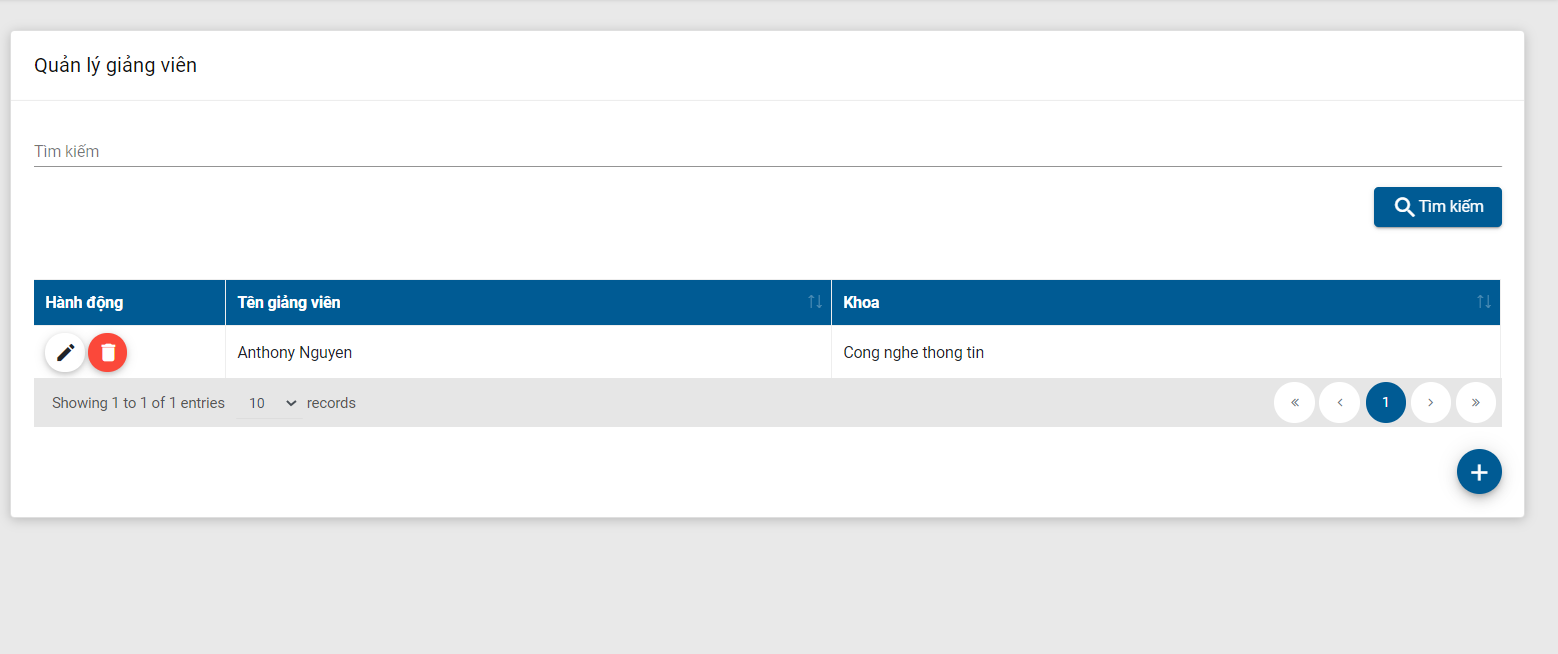 Quản lý giảng viên
Tìm kiếm
Tìm kiếm
Hành động Tên giảng viên Khoa
Anthony Nguyen Cong nghe thong tin
Showing 1 to 1 of 1 entries 10 records « ‹ 1 › »